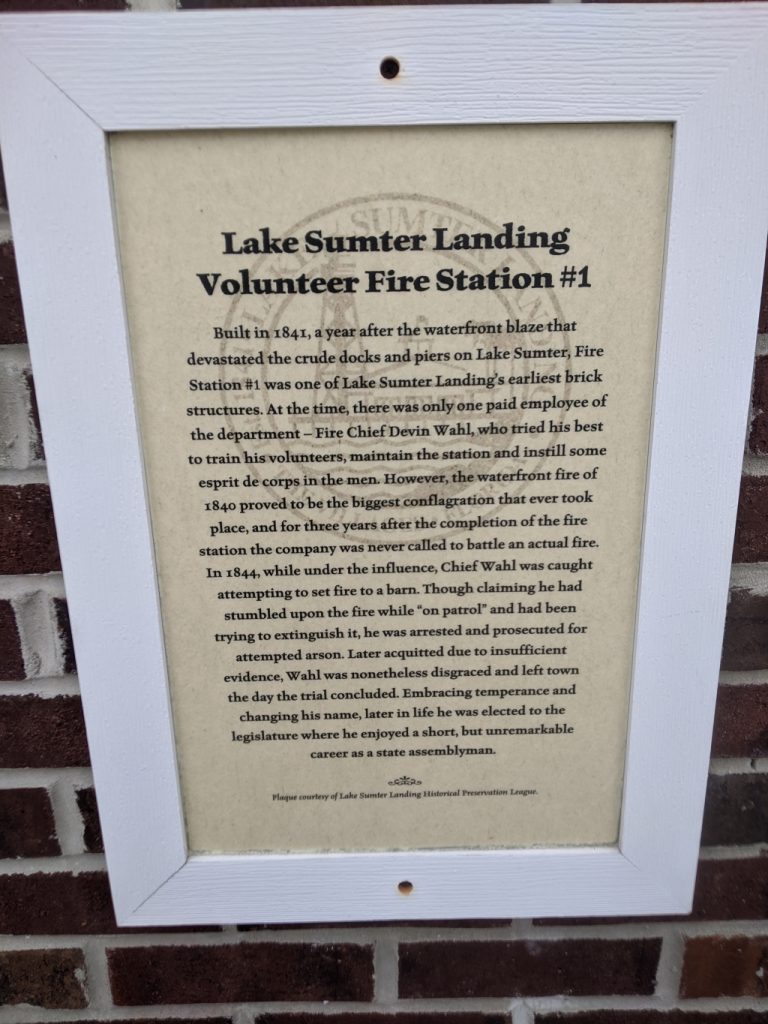 Lake Sumter Landing
Volunteer Fire Station #1
Built in 1841, a year after the waterfront blaze that
devastated the crude docks and piers on Lake Sumter, Fire
Station #1 was one of Lake Sumter Landing's earliest brick
structures. At the time, there was only one paid employee of
the department – Fire Chief Devin Wahl, who tried his best
to train his volunteers, maintain the station and instill some
esprit de corps in the men. However, the waterfront fire of
1840 proved to be the biggest conflagration that ever took
place, and for three years after the completion of the fire
station the company was never called to battle an actual fire.
In 1844, while under the influence, Chief Wahl was caught
attempting to set fire to a barn. Though claiming he had
stumbled upon the fire while “on patrol” and had been
trying to extinguish it, he was arrested and prosecuted for
attempted arson. Later acquitted due to insufficient
evidence, Wahl was nonetheless disgraced and left town
the day the trial concluded. Embracing temperance and
changing his name, later in life he was elected to the
legislature where he enjoyed a short, but unremarkable
career as a state assemblyman.
Plaque courtesy of Lake Sumter Landing Historical Preservation League.